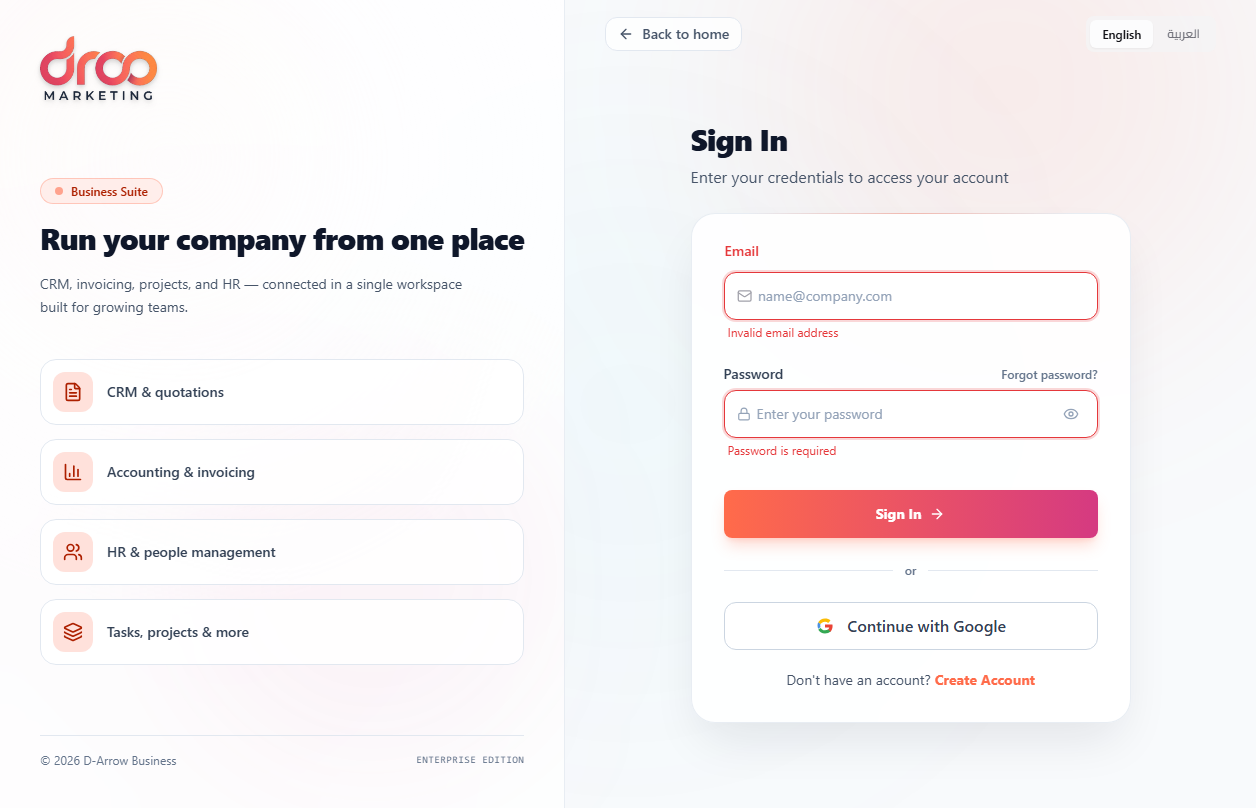 droo
MARKETING
Business Suite
Run your company from one place
CRM, invoicing, projects, and HR — connected in a single workspace
built for growing teams.
CRM & quotations
Accounting & invoicing
HR & people management
Tasks, projects & more
© 2026 D-Arrow Business
ENTERPRISE EDITION
Back to home
English
العربية
Sign In
Enter your credentials to access your account
Email
name@company.com
Invalid email address
Password
Forgot password?
Enter your password
Password is required
Sign In
or
Continue with Google
Don't have an account? Create Account